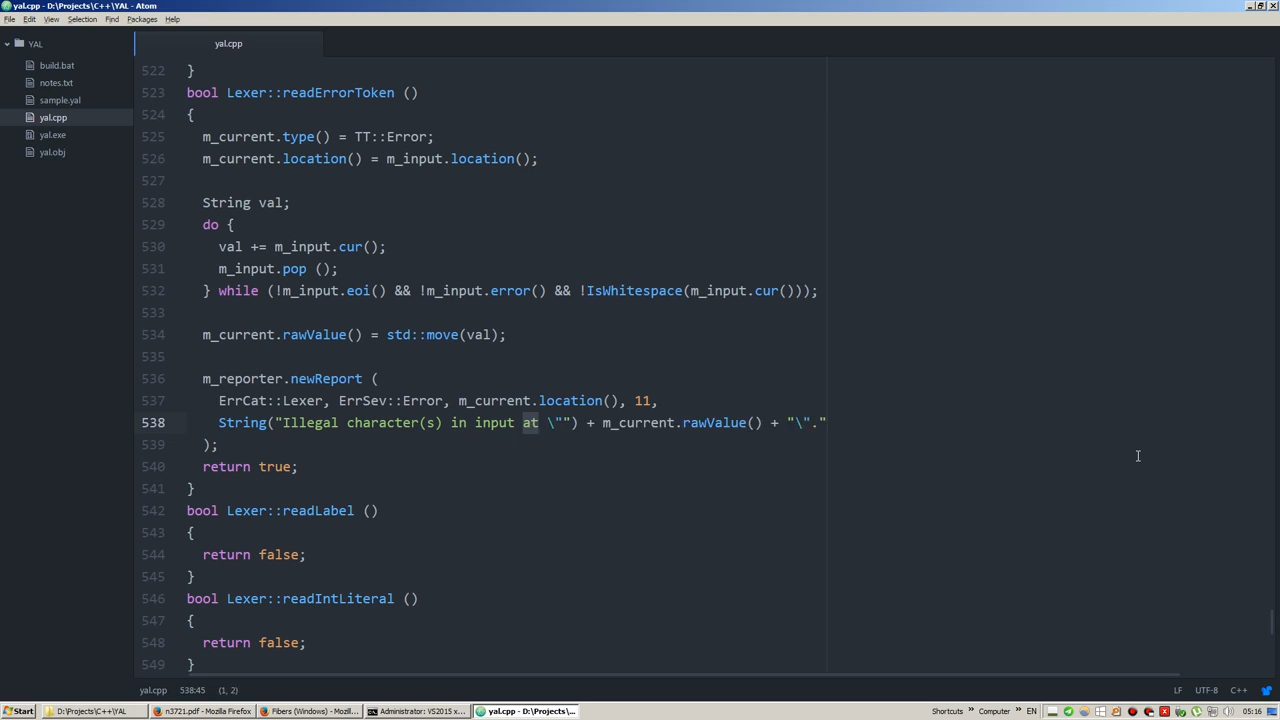 yal.cpp - D:\Projects\C++\YAL - Atom
File Edit View Selection Find Packages Help
YAL
build.bat
notes.txt
sample.yal
yal.cpp
yal.exe
yal.obj
yal.cpp
522 }
523 bool Lexer::readErrorToken ()
524 {
525   m_current.type() = TT::Error;
526   m_current.location() = m_input.location();
527
528   String val;
529   do {
530     val += m_input.cur();
531     m_input.pop ();
532   } while (!m_input.eoi() && !m_input.error() && !IsWhitespace(m_input.cur()));
533
534   m_current.rawValue() = std::move(val);
535
536   m_reporter.newReport (
537     ErrCat::Lexer, ErrSev::Error, m_current.location(), 11,
538     String("Illegal character(s) in input at \"") + m_current.rawValue() + "\"."
539   );
540   return true;
541 }
542 bool Lexer::readLabel ()
543 {
544   return false;
545 }
546 bool Lexer::readIntLiteral ()
547 {
548   return false;
549 }
yal.cpp 538:45 (1, 2) LF UTF-8 C++
Start D:\Projects\C++\YAL n3721.pdf - Mozilla Firefox Fibers (Windows) - Mozill... Administrator: VS2015 x... yal.cpp - D:\Projects\... Shortcuts » Computer » EN 05:16